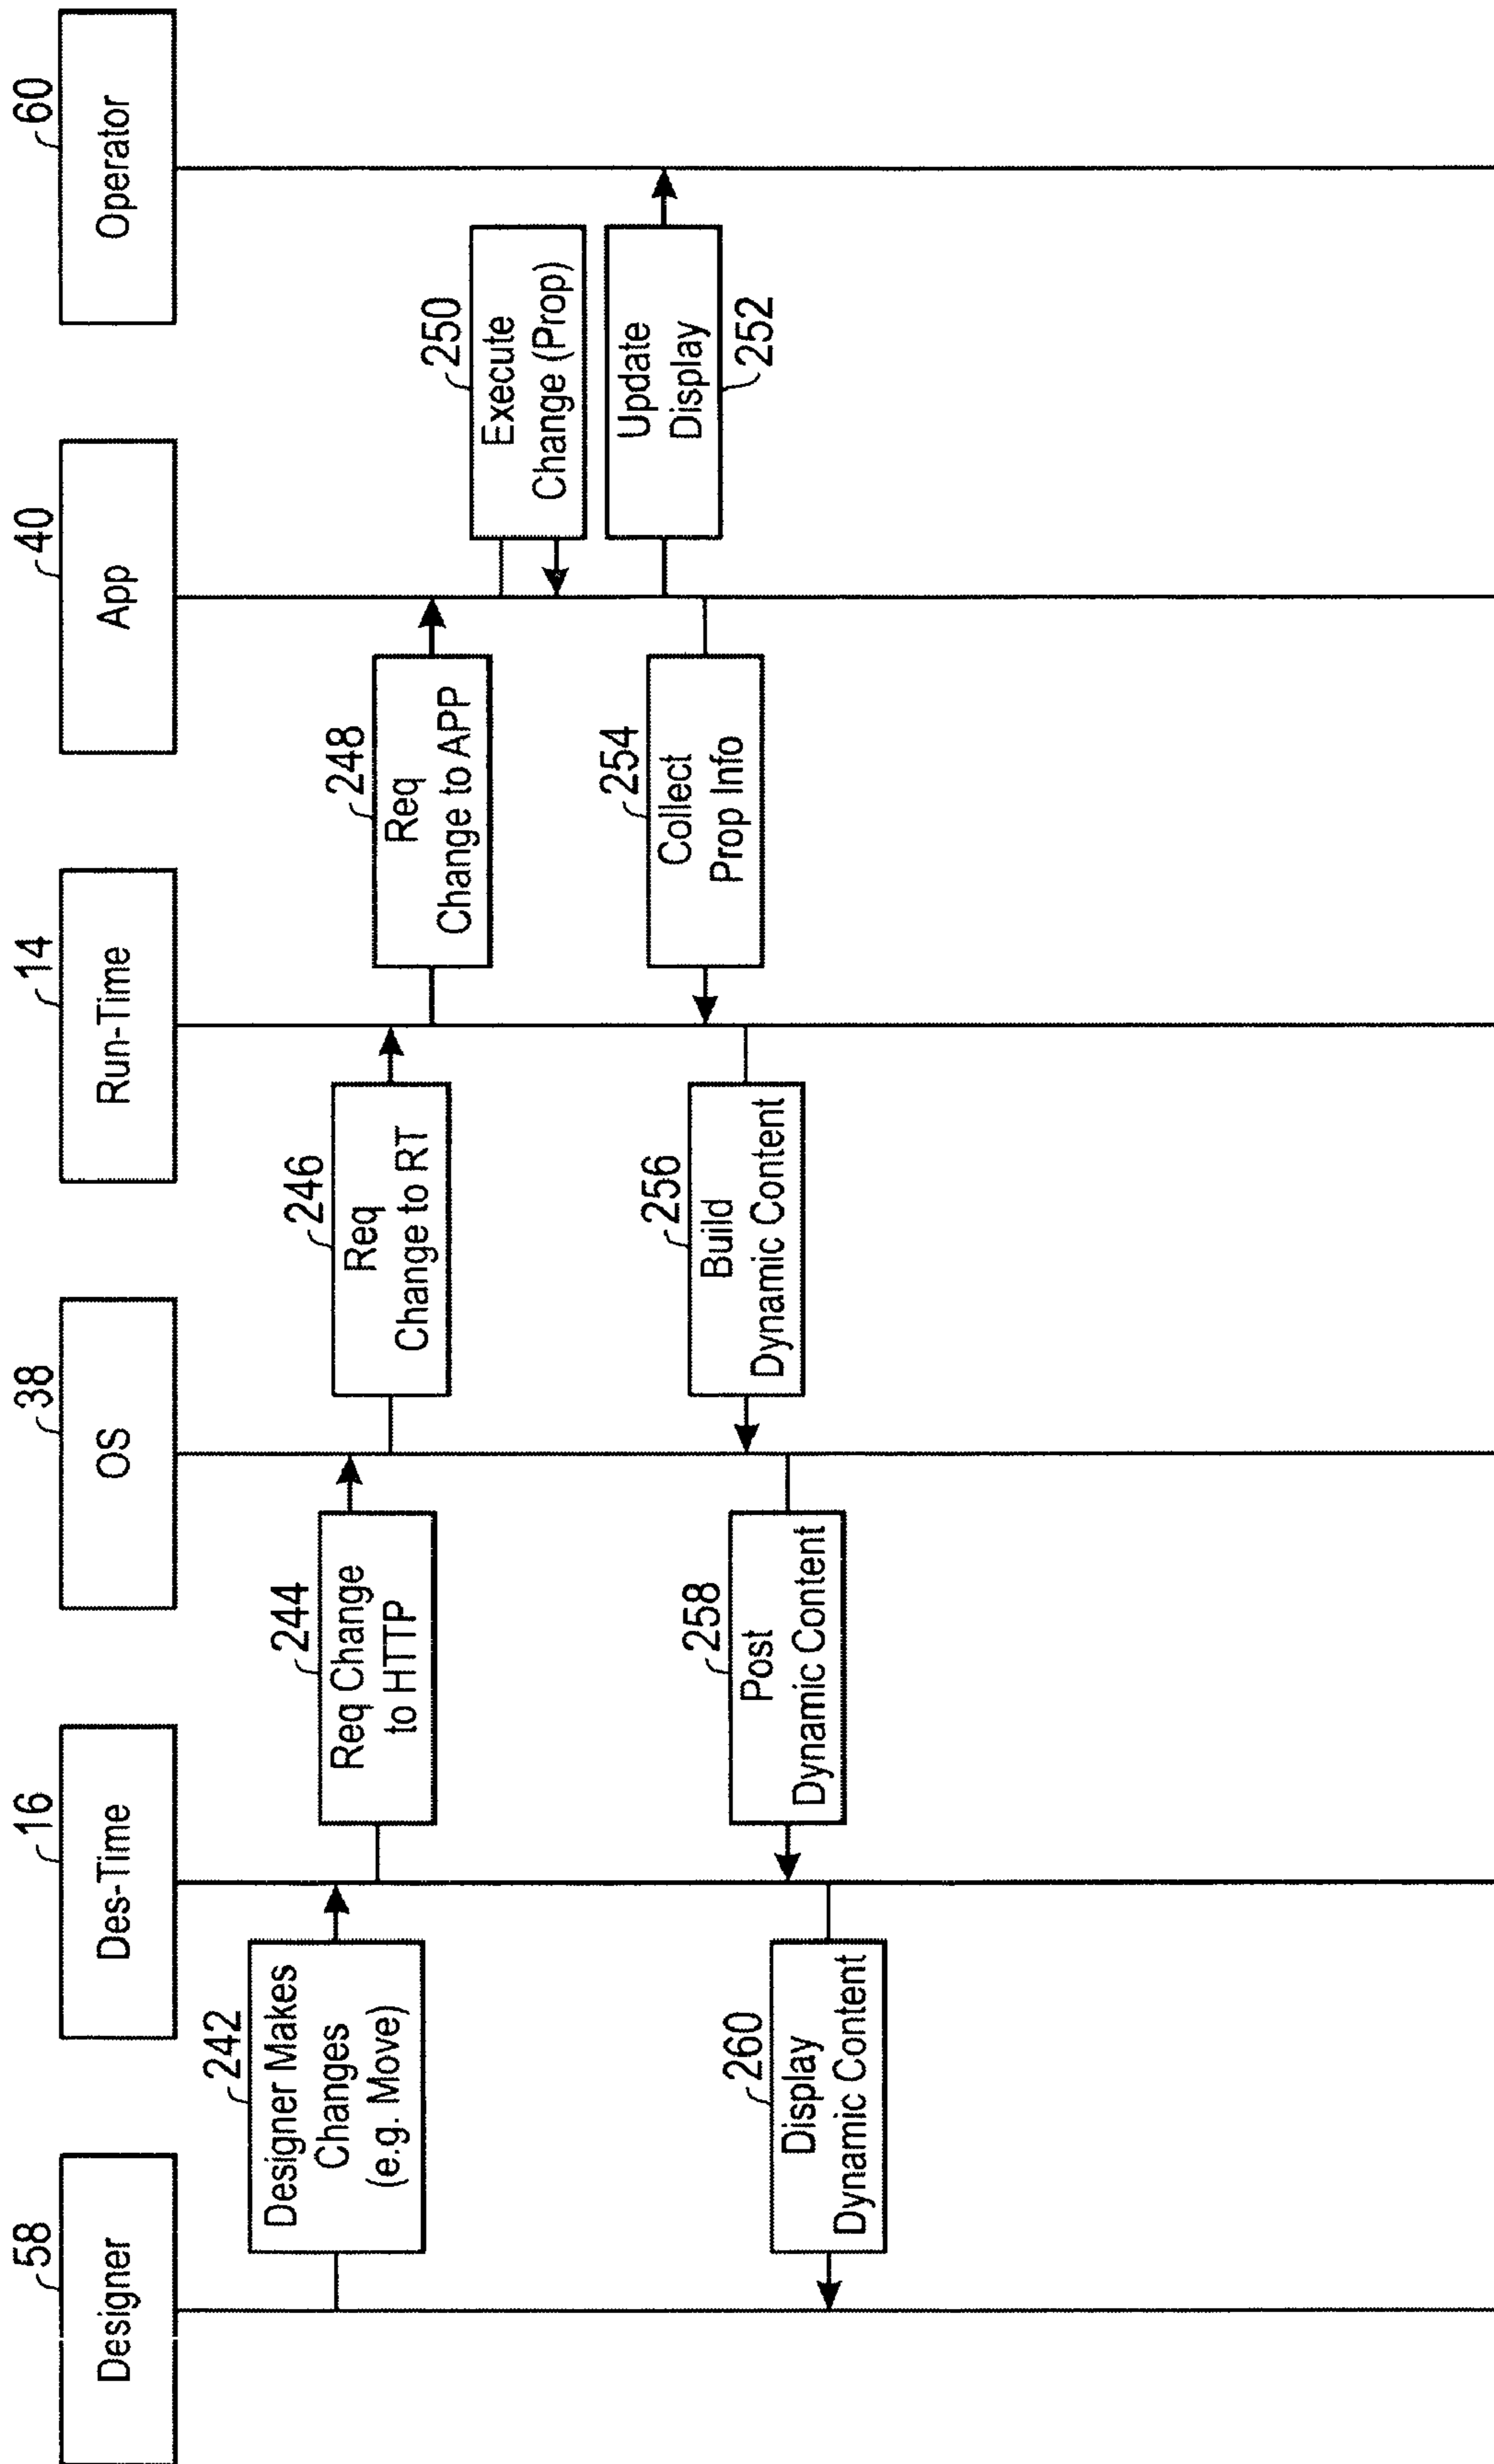 58
Designer
16
Des-Time
38
OS
14
Run-Time
40
App
60
Operator
242
Designer Makes
Changes
(e.g. Move)
244
Req Change
to HTTP
246
Req
Change to RT
248
Req
Change to APP
250
Execute
Change (Prop)
Update
Display
252
254
Collect
Prop Info
256
Build
Dynamic Content
258
Post
Dynamic Content
260
Display
Dynamic Content